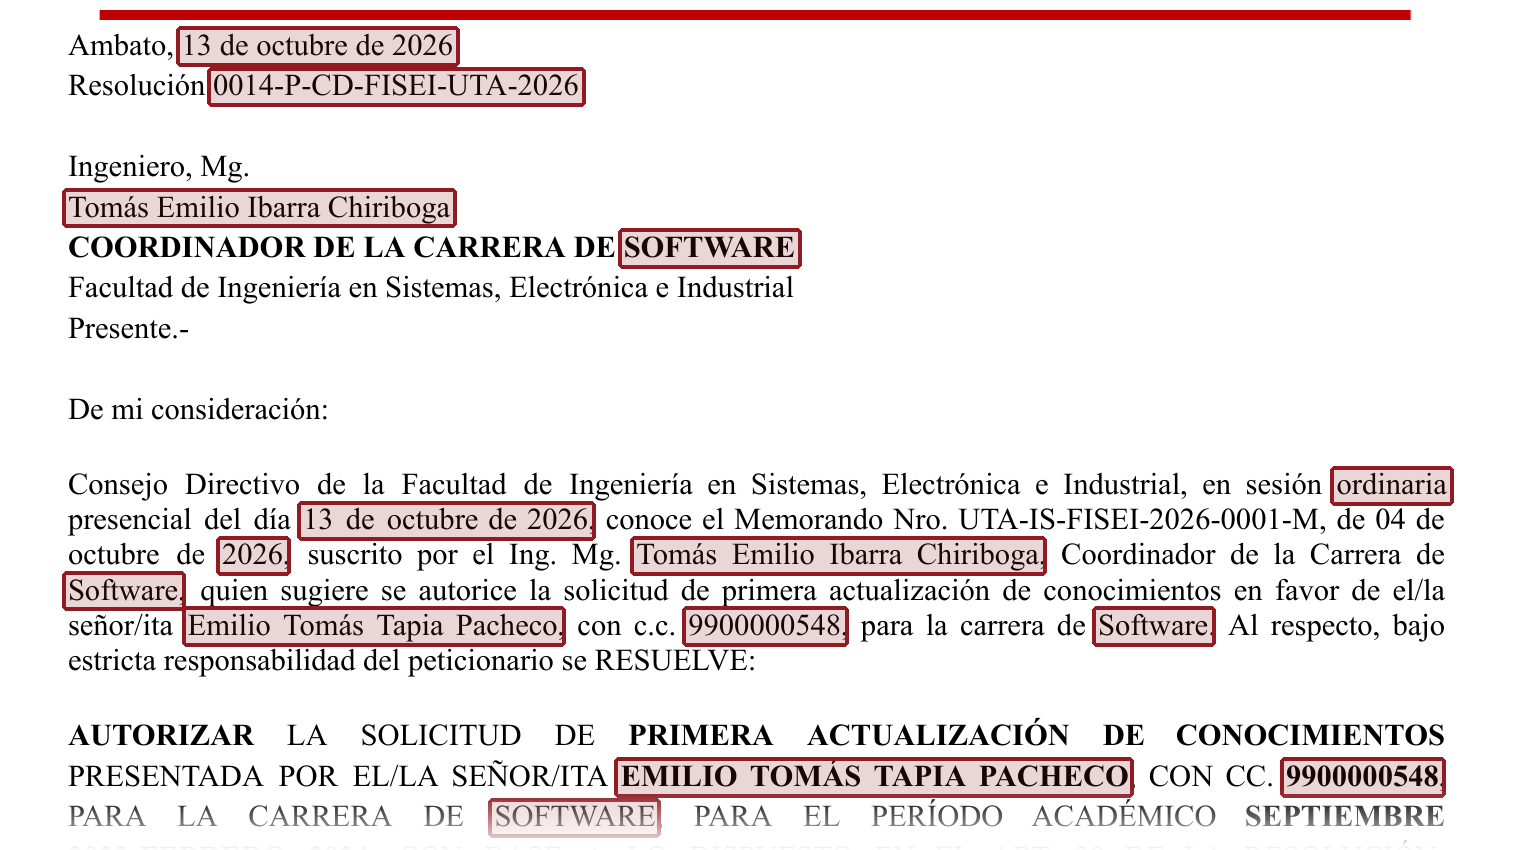 Ambato, 13 de octubre de 2026
Resolución 0014-P-CD-FISEI-UTA-2026
Ingeniero, Mg.
Tomás Emilio Ibarra Chiriboga
COORDINADOR DE LA CARRERA DE SOFTWARE
Facultad de Ingeniería en Sistemas, Electrónica e Industrial
Presente.-
De mi consideración:
Consejo Directivo de la Facultad de Ingeniería en Sistemas, Electrónica e Industrial, en sesión ordinaria
presencial del día 13 de octubre de 2026, conoce el Memorando Nro. UTA-IS-FISEI-2026-0001-M, de 04 de
octubre de 2026, suscrito por el Ing. Mg. Tomás Emilio Ibarra Chiriboga, Coordinador de la Carrera de
Software, quien sugiere se autorice la solicitud de primera actualización de conocimientos en favor de el/la
señor/ita Emilio Tomás Tapia Pacheco, con c.c. 9900000548, para la carrera de Software. Al respecto, bajo
estricta responsabilidad del peticionario se RESUELVE:
AUTORIZAR LA SOLICITUD DE PRIMERA ACTUALIZACIÓN DE CONOCIMIENTOS
PRESENTADA POR EL/LA SEÑOR/ITA EMILIO TOMÁS TAPIA PACHECO, CON CC. 9900000548,
PARA LA CARRERA DE SOFTWARE, PARA EL PERÍODO ACADÉMICO SEPTIEMBRE